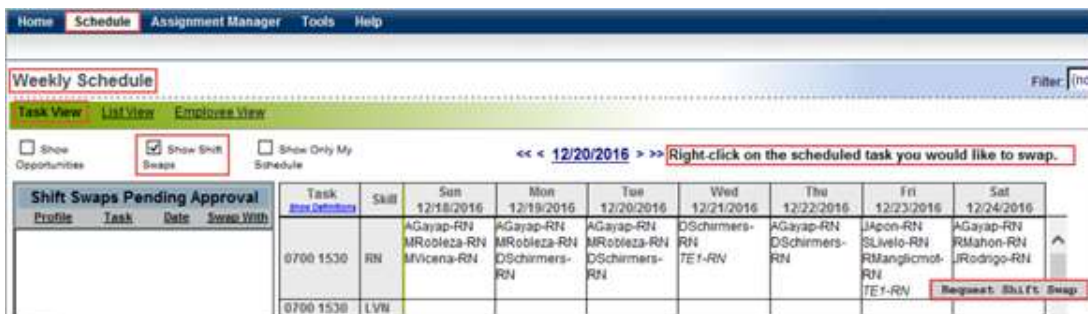 Home Schedule Assignment Manager Tools Help
Weekly Schedule
Filter: (no
Task View List View Employee View
Show Opportunities
Show Shift Swaps
Show Only My Schedule
<< < 12/20/2016 > >>
Right-click on the scheduled task you would like to swap.
Shift Swaps Pending Approval
Profile Task Date Swap With
Task Show Definitions Skill Sun 12/18/2016 Mon 12/19/2016 Tue 12/20/2016 Wed 12/21/2016 Thu 12/22/2016 Fri 12/23/2016 Sat 12/24/2016
0700 1530 RN
AGayap-RN
MRobleza-RN
MVicena-RN
AGayap-RN
MRobleza-RN
DSchirmers-
RN
AGayap-RN
MRobleza-RN
DSchirmers-
RN
DSchirmers-
RN
TE1-RN
AGayap-RN
DSchirmers-
RN
JApon-RN
SLivelo-RN
RManglicmot-
RN
TE1-RN
AGayap-RN
RMahon-RN
JRodrigo-RN
Request Shift Swap
0700 1530 LVN